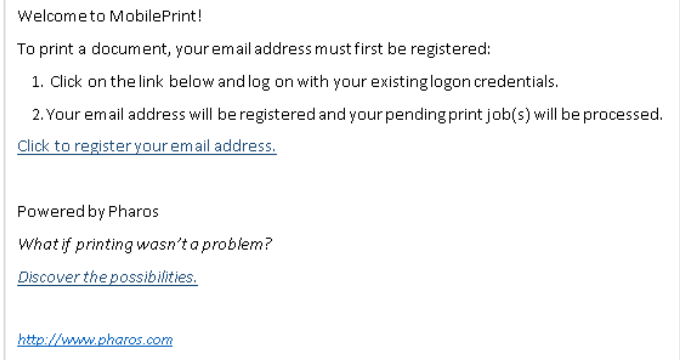 Welcome to MobilePrint!
To print a document, your email address must first be registered:
1. Click on the link below and log on with your existing logon credentials.
2. Your email address will be registered and your pending print job(s) will be processed.
Click to register your email address.
Powered by Pharos
What if printing wasn't a problem?
Discover the possibilities.
http://www.pharos.com